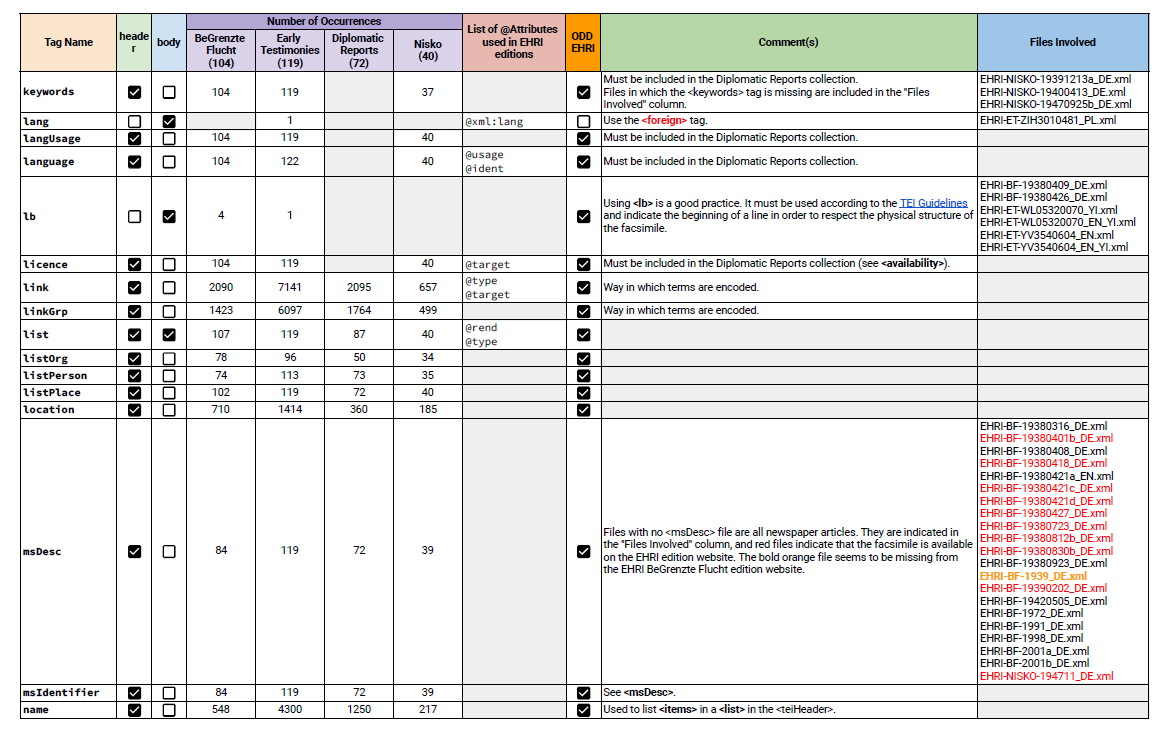 Tag Name
heade
r
body
Number of Occurrences
BeGrenzte
Flucht
(104)
Early
Testimonies
(119)
Diplomatic
Reports
(72)
Nisko
(40)
List of @Attributes
used in EHRI
editions
ODD
EHRI
Comment(s)
Files Involved
keywords 104 119 37
Must be included in the Diplomatic Reports collection.
Files in which the <keywords> tag is missing are included in the "Files
Involved" column.
EHRI-NISKO-19391213a_DE.xml
EHRI-NISKO-19400413_DE.xml
EHRI-NISKO-19470925b_DE.xml
lang 1 @xml:lang Use the <foreign> tag. EHRI-ET-ZIH3010481_PL.xml
langUsage 104 119 40 Must be included in the Diplomatic Reports collection.
language 104 122 40
@usage
@ident
Must be included in the Diplomatic Reports collection.
lb 4 1
Using <lb> is a good practice. It must be used according to the TEI Guidelines
and indicate the beginning of a line in order to respect the physical structure of
the facsimile.
EHRI-BF-19380409_DE.xml
EHRI-BF-19380426_DE.xml
EHRI-ET-WL05320070_YI.xml
EHRI-ET-WL05320070_EN_YI.xml
EHRI-ET-YV3540604_EN.xml
EHRI-ET-YV3540604_EN_YI.xml
licence 104 119 40 @target Must be included in the Diplomatic Reports collection (see <availability>).
link 2090 7141 2095 657
@type
@target
Way in which terms are encoded.
linkGrp 1423 6097 1764 499 Way in which terms are encoded.
list 107 119 87 40
@rend
@type
listOrg 78 96 50 34
listPerson 74 113 73 35
listPlace 102 119 72 40
location 710 1414 360 185
msDesc 84 119 72 39
Files with no <msDesc> file are all newspaper articles. They are indicated in
the "Files Involved" column, and red files indicate that the facsimile is available
on the EHRI edition website. The bold orange file seems to be missing from
the EHRI BeGrenzte Flucht edition website.
EHRI-BF-19380316_DE.xml
EHRI-BF-19380401b_DE.xml
EHRI-BF-19380408_DE.xml
EHRI-BF-19380418_DE.xml
EHRI-BF-19380421a_EN.xml
EHRI-BF-19380421c_DE.xml
EHRI-BF-19380421d_DE.xml
EHRI-BF-19380427_DE.xml
EHRI-BF-19380723_DE.xml
EHRI-BF-19380812b_DE.xml
EHRI-BF-19380830b_DE.xml
EHRI-BF-19380923_DE.xml
EHRI-BF-1939_DE.xml
EHRI-BF-19390202_DE.xml
EHRI-BF-19420505_DE.xml
EHRI-BF-1972_DE.xml
EHRI-BF-1991_DE.xml
EHRI-BF-1998_DE.xml
EHRI-BF-2001a_DE.xml
EHRI-BF-2001b_DE.xml
EHRI-NISKO-194711_DE.xml
msIdentifier 84 119 72 39 See <msDesc>.
name 548 4300 1250 217 Used to list <items> in a <list> in the <teiHeader>.